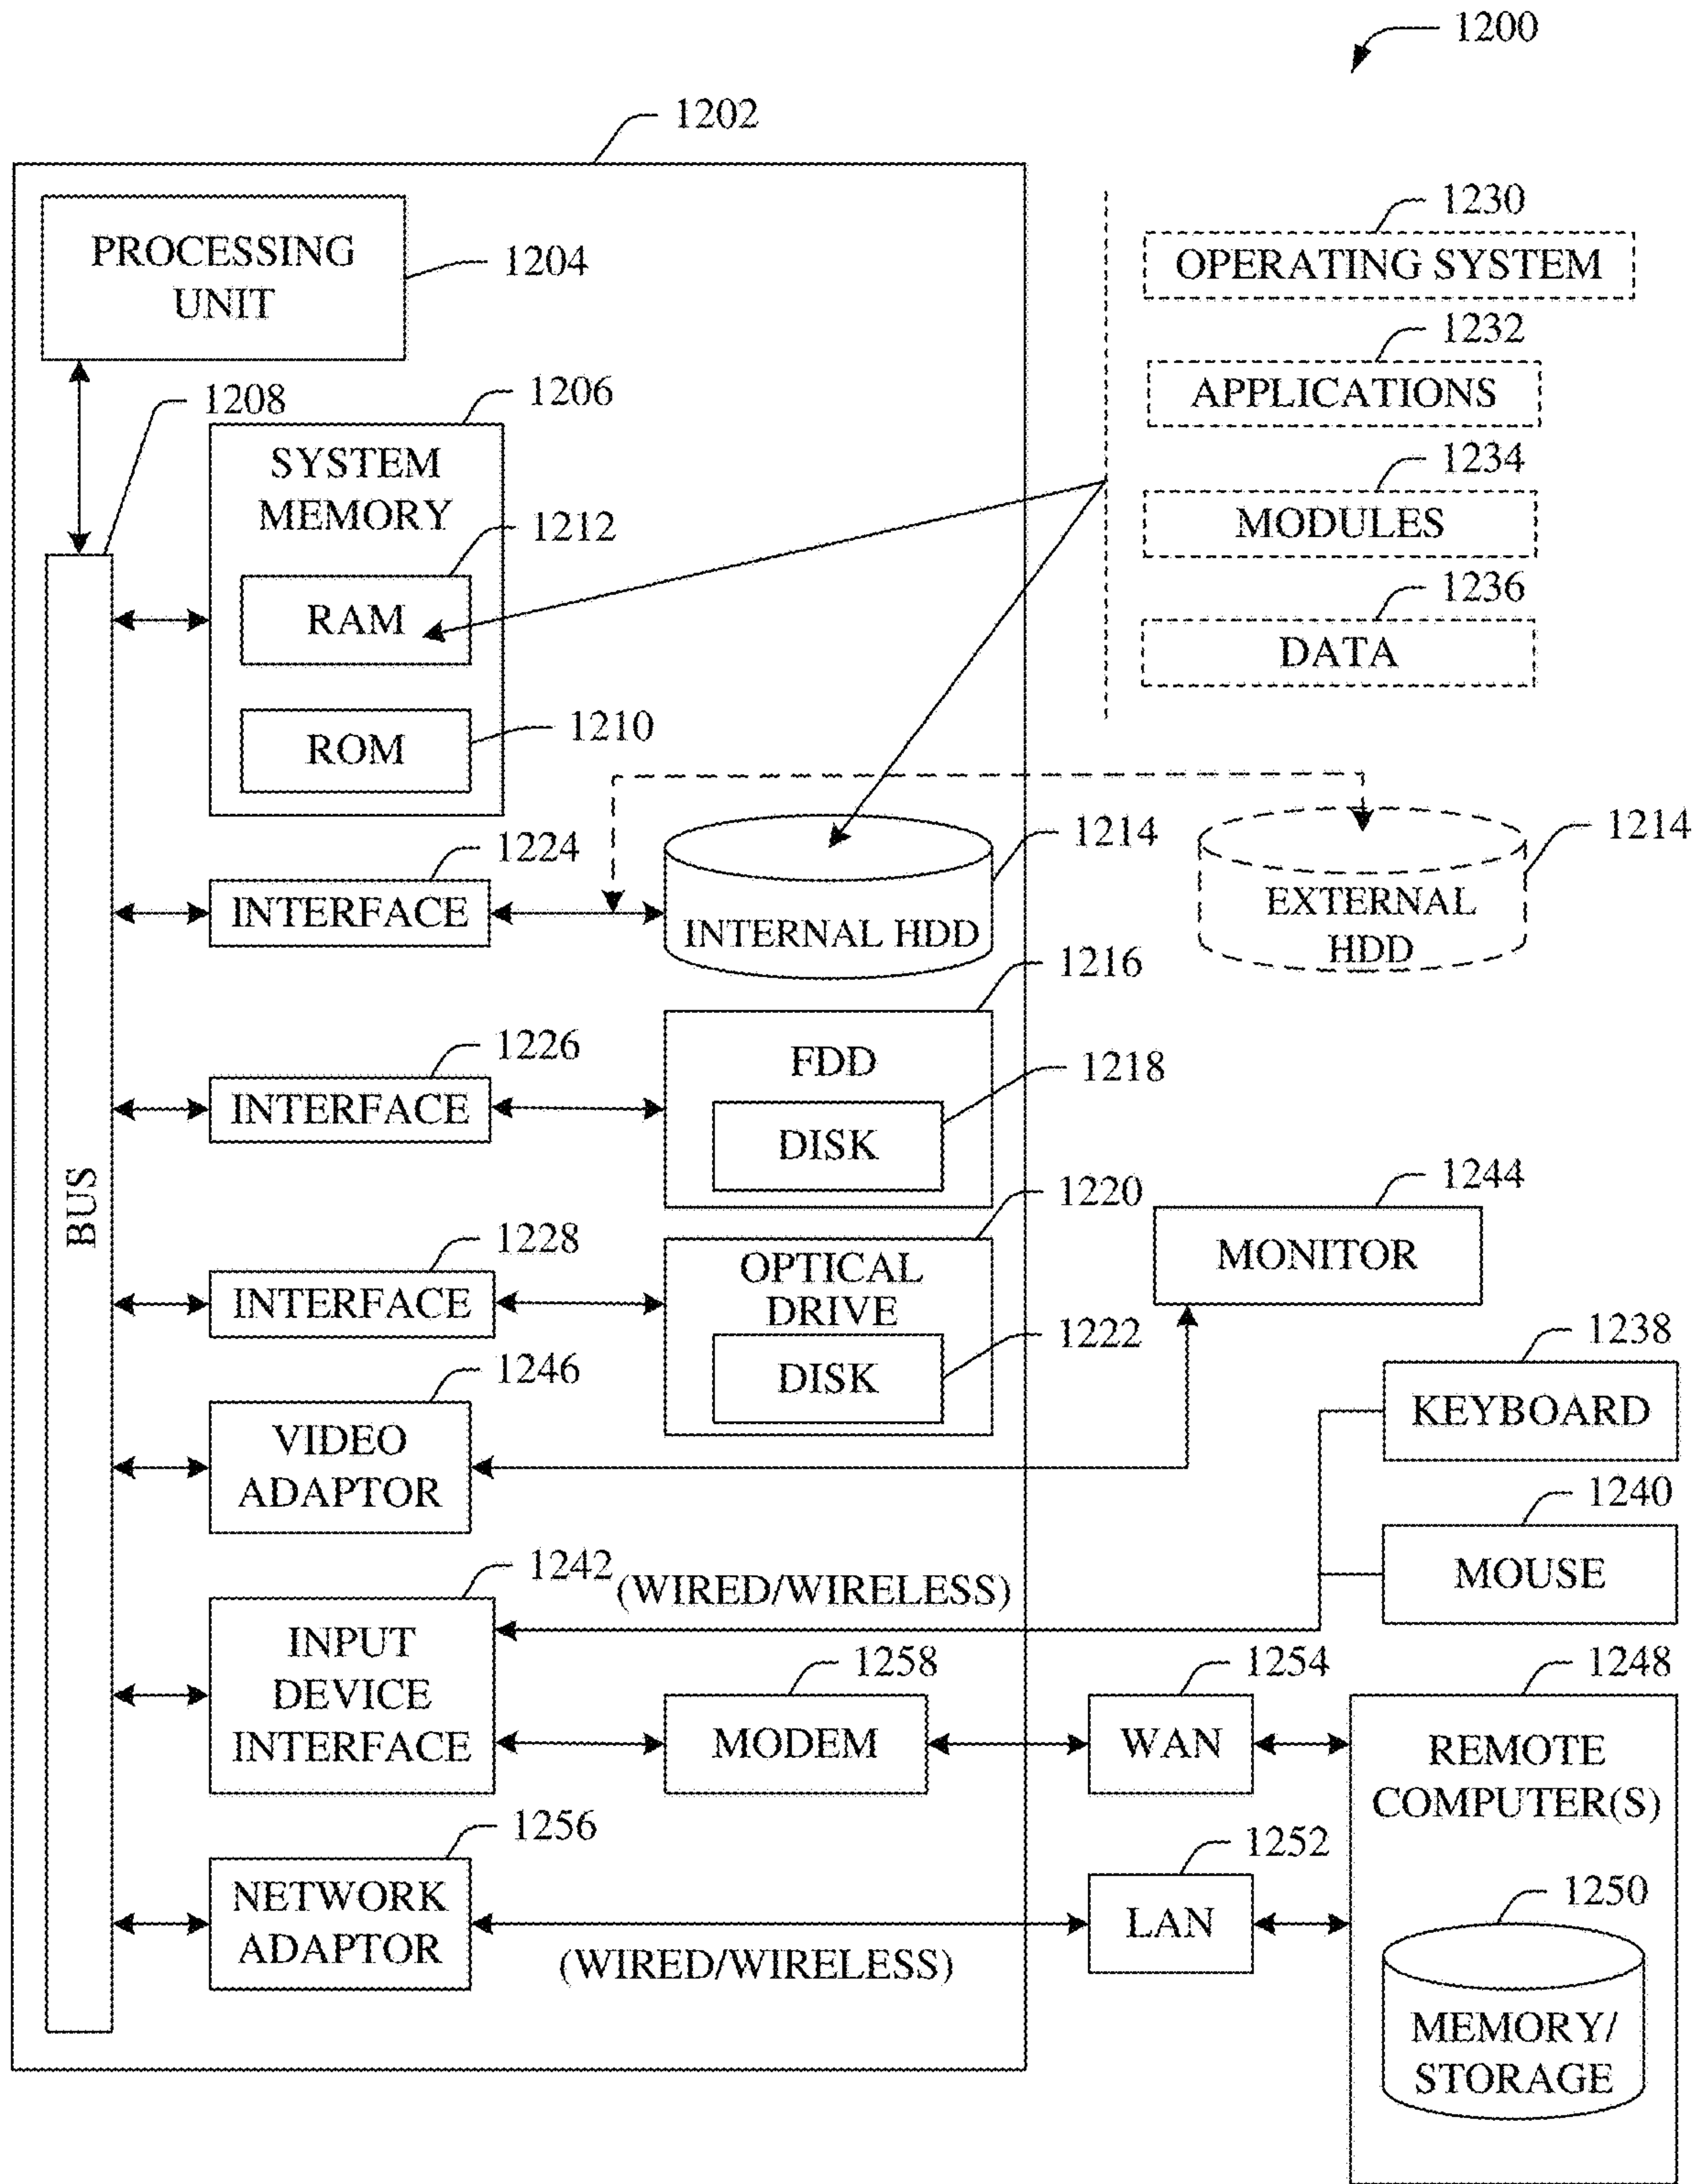 1200
1202
PROCESSING
UNIT
1204
1230
OPERATING SYSTEM
1232
APPLICATIONS
1234
MODULES
1236
DATA
1208
1206
SYSTEM
MEMORY
1212
RAM
1210
ROM
1224
INTERFACE
1214
INTERNAL HDD
1214
EXTERNAL
HDD
1226
INTERFACE
1216
FDD
1218
DISK
BUS
1228
INTERFACE
1220
OPTICAL
DRIVE
1222
DISK
1244
MONITOR
1246
VIDEO
ADAPTOR
1238
KEYBOARD
1240
MOUSE
1242
(WIRED/WIRELESS)
INPUT
DEVICE
INTERFACE
1258
MODEM
1254
WAN
1248
REMOTE
COMPUTER(S)
1256
NETWORK
ADAPTOR
(WIRED/WIRELESS)
1252
LAN
1250
MEMORY/
STORAGE